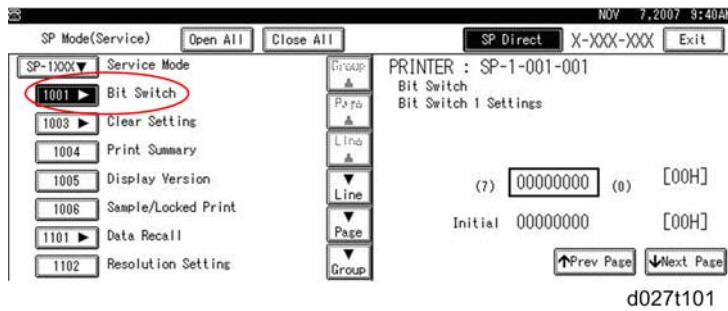 NOV 7,2007 9:40AM
SP Mode(Service) Open All Close All SP Direct X-XXX-XXX Exit
SP-1XXX▼ Service Mode
1001 ► Bit Switch
1003 ► Clear Setting
1004 Print Summary
1005 Display Version
1006 Sample/Locked Print
1101 ► Data Recall
1102 Resolution Setting
Group
Page
Line
Line
Page
Group
PRINTER : SP-1-001-001
Bit Switch
Bit Switch 1 Settings
(7) 00000000 (0) [00H]
Initial 00000000 [00H]
↑Prev Page ↓Next Page
d027t101